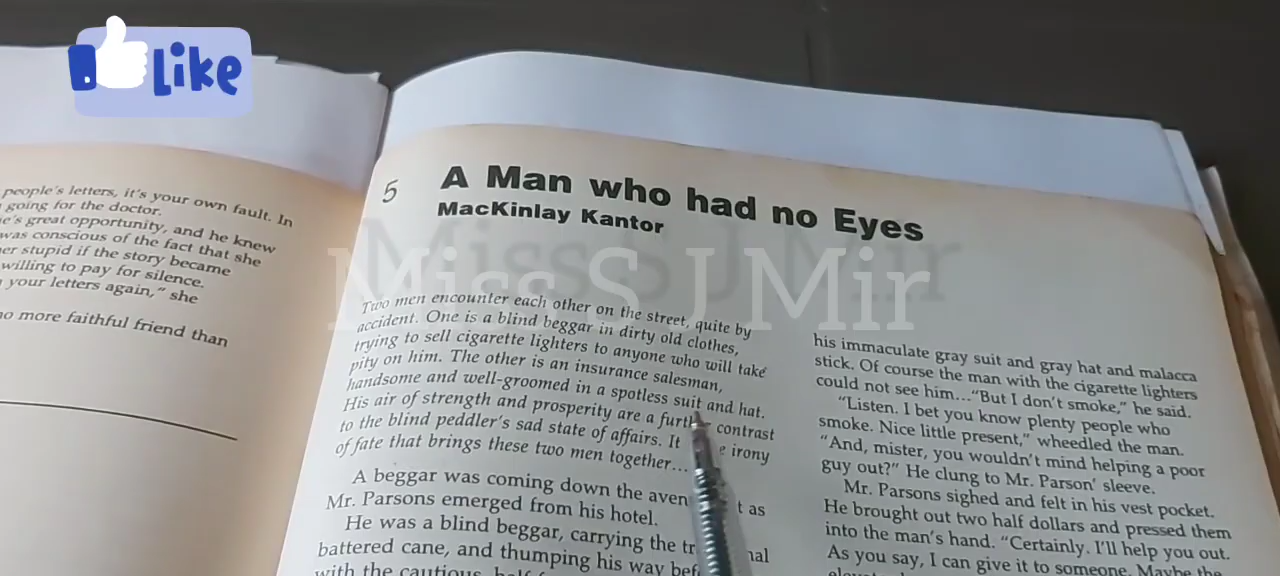 Like
people's letters, it's your own fault. In
going for the doctor.
e's great opportunity, and he knew
was conscious of the fact that she
er stupid if the story became
willing to pay for silence.
your letters again," she
no more faithful friend than
5
A Man who had no Eyes
MacKinlay Kantor
Miss S J Mir
Two men encounter each other on the street, quite by
accident. One is a blind beggar in dirty old clothes,
trying to sell cigarette lighters to anyone who will take
pity on him. The other is an insurance salesman,
handsome and well-groomed in a spotless suit and hat.
His air of strength and prosperity are a further contrast
to the blind peddler's sad state of affairs. It irony
of fate that brings these two men together...
A beggar was coming down the aven t as
Mr. Parsons emerged from his hotel.
He was a blind beggar, carrying the tr nal
battered cane, and thumping his way bef
with the cautious, half
his immaculate gray suit and gray hat and malacca
stick. Of course the man with the cigarette lighters
could not see him..."But I don't smoke," he said.
"Listen. I bet you know plenty people who
smoke. Nice little present," wheedled the man.
"And, mister, you wouldn't mind helping a poor
guy out?" He clung to Mr. Parson' sleeve.
Mr. Parsons sighed and felt in his vest pocket.
He brought out two half dollars and pressed them
into the man's hand. "Certainly. I'll help you out.
As you say, I can give it to someone. Maybe the